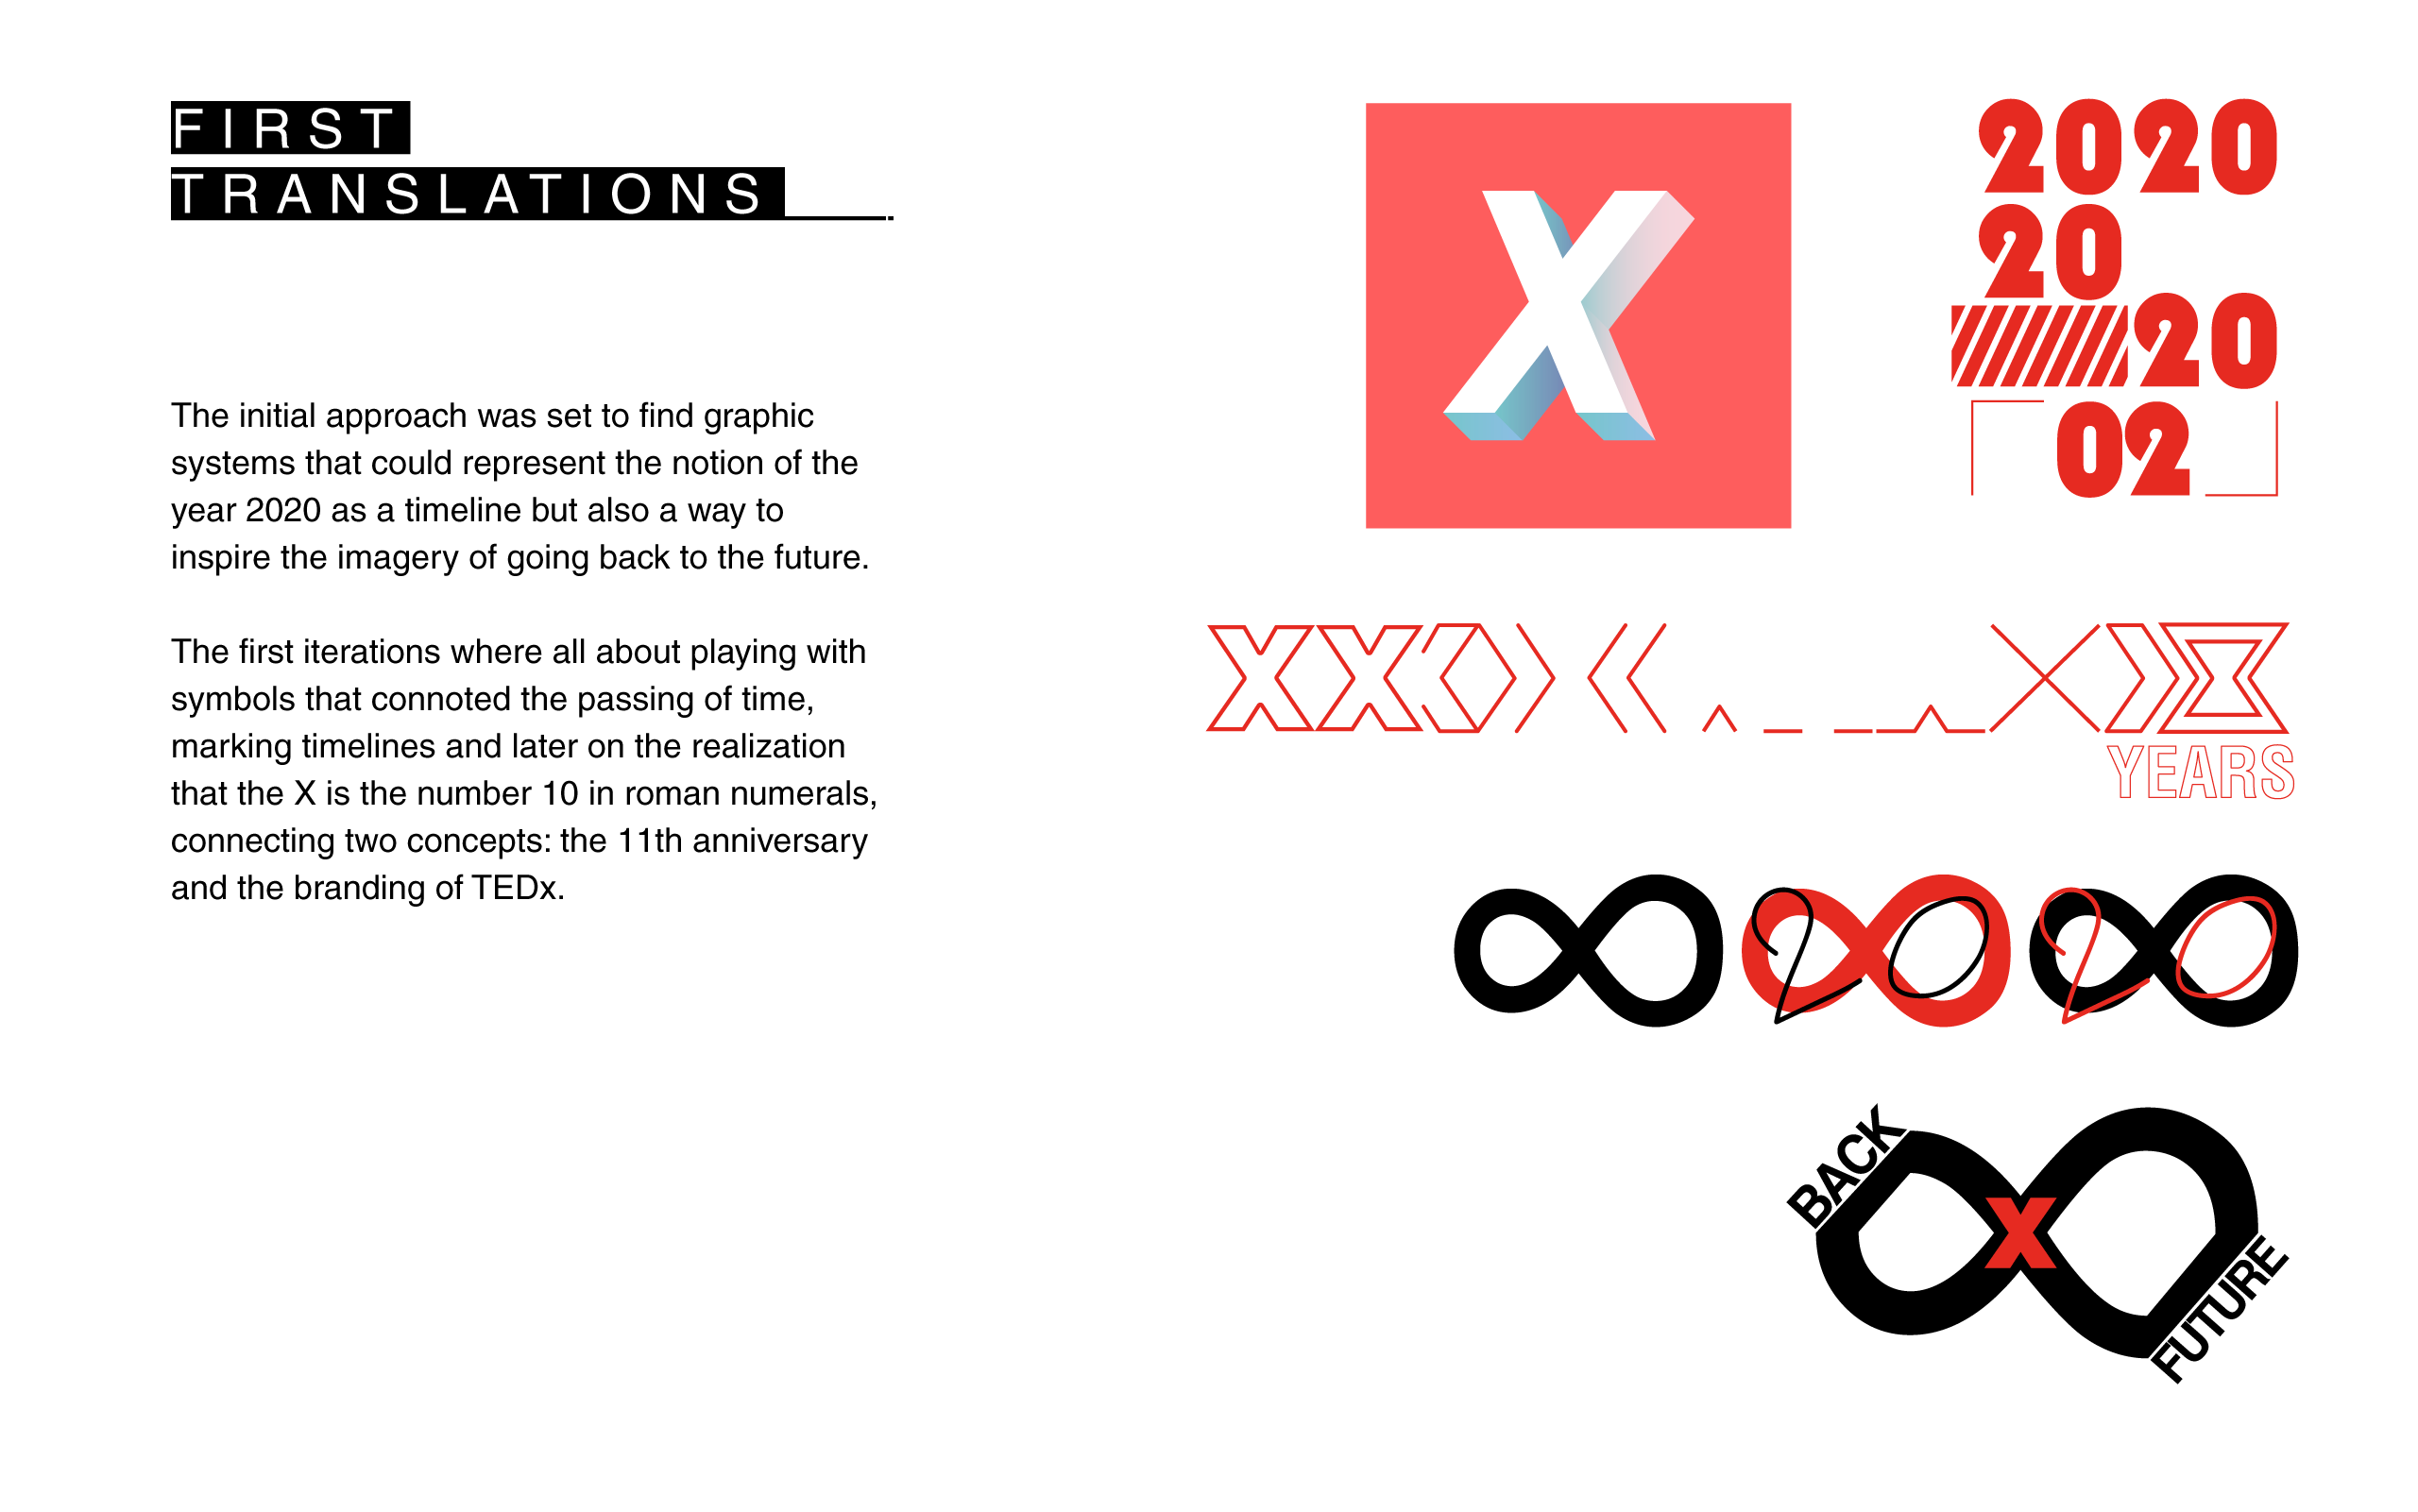 FIRST
TRANSLATIONS
The initial approach was set to find graphic
systems that could represent the notion of the
year 2020 as a timeline but also a way to
inspire the imagery of going back to the future.
The first iterations where all about playing with
symbols that connoted the passing of time,
marking timelines and later on the realization
that the X is the number 10 in roman numerals,
connecting two concepts: the 11th anniversary
and the branding of TEDx.
X
2020
20
20
02
YEARS
20
20
BACK
X
FUTURE